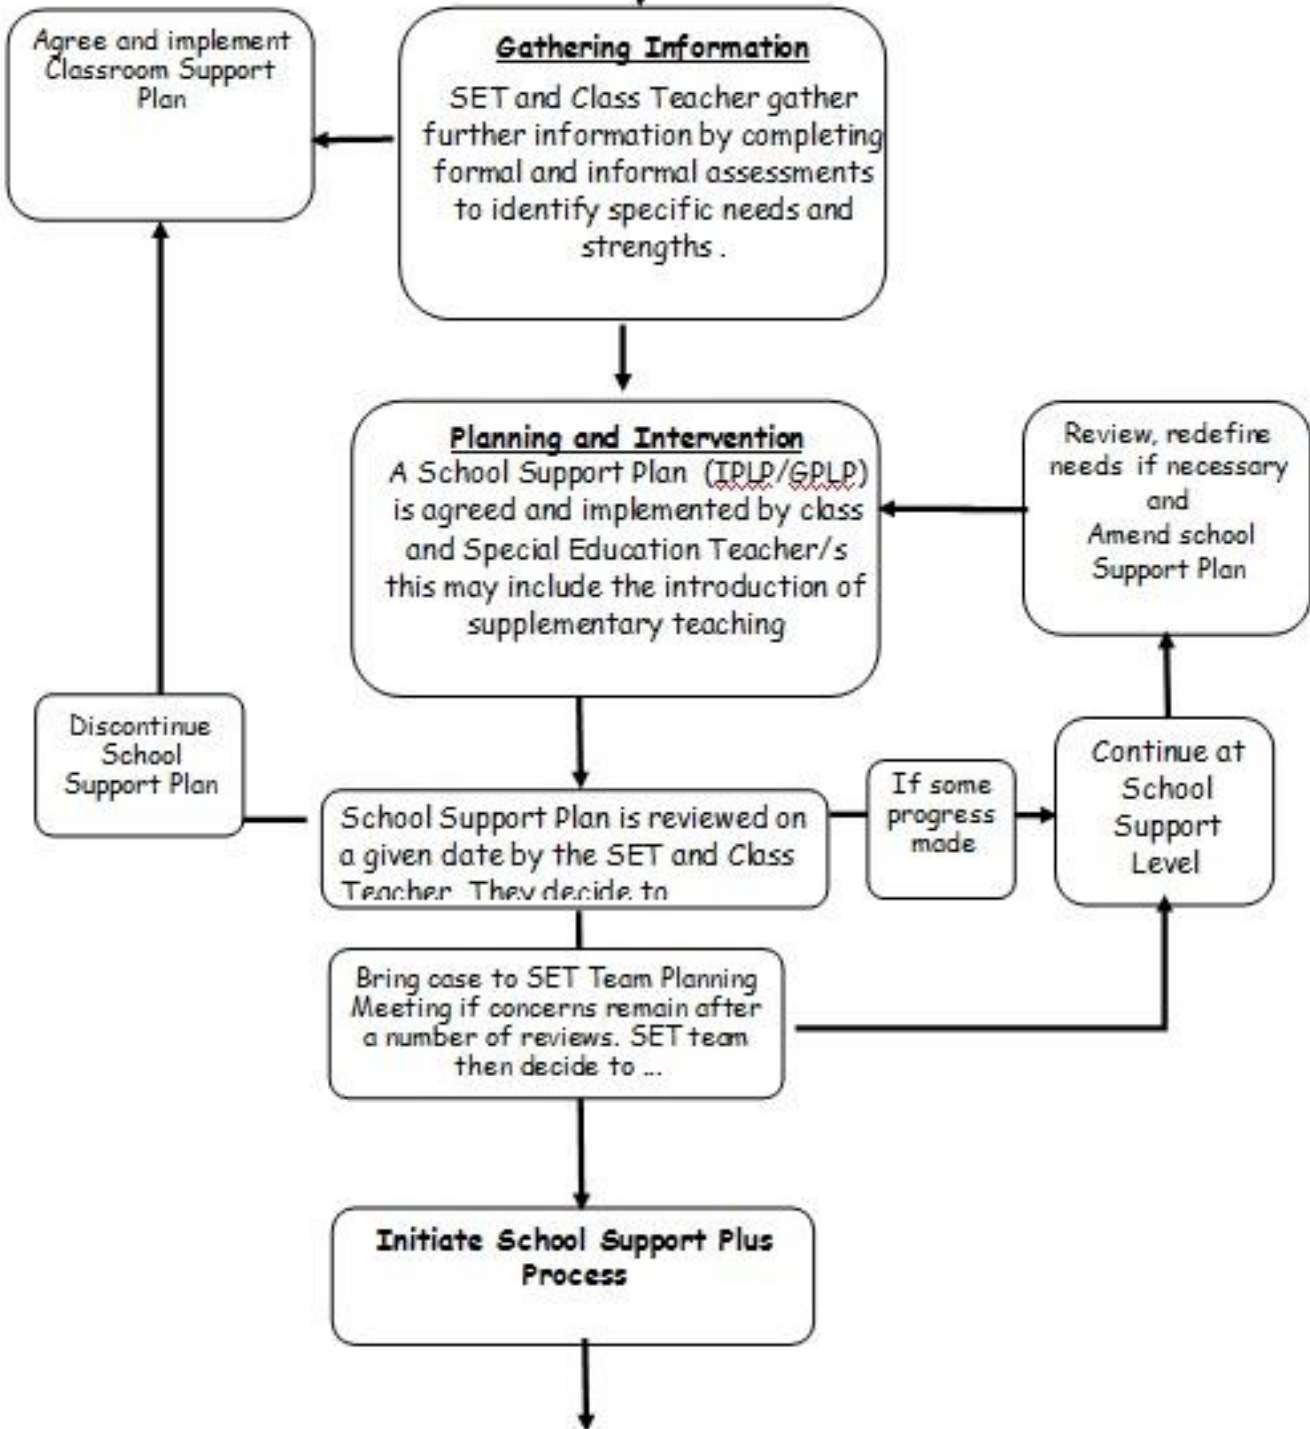 Agree and implement
Classroom Support
Plan
Gathering Information
SET and Class Teacher gather
further information by completing
formal and informal assessments
to identify specific needs and
strengths .
Planning and Intervention
A School Support Plan (IPLP/GPLP)
is agreed and implemented by class
and Special Education Teacher/s
this may include the introduction of
supplementary teaching
Review, redefine
needs if necessary
and
Amend school
Support Plan
Discontinue
School
Support Plan
School Support Plan is reviewed on
a given date by the SET and Class
Teacher. They decide to
If some
progress
made
Continue at
School
Support
Level
Bring case to SET Team Planning
Meeting if concerns remain after
a number of reviews. SET team
then decide to ...
Initiate School Support Plus
Process